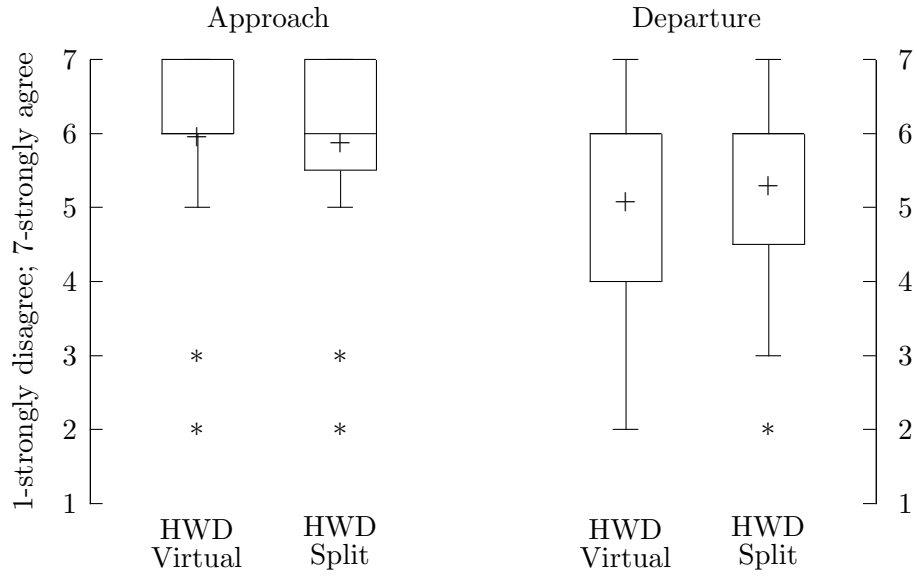 Approach
Departure
1-strongly disagree; 7-strongly agree
7
6
5
4
3
2
1
*
*
*
*
*
7
6
5
4
3
2
1
HWD
Virtual
HWD
Split
HWD
Virtual
HWD
Split